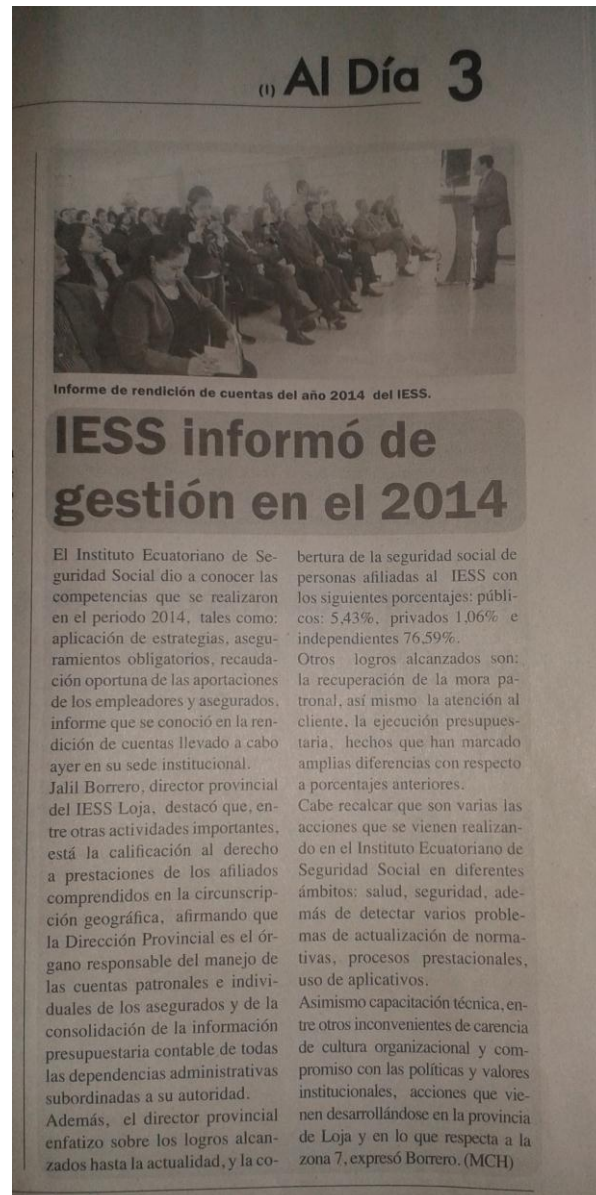 (I) Al Día 3
Informe de rendición de cuentas del año 2014 del IESS.
IESS informó de
gestión en el 2014
El Instituto Ecuatoriano de Se-
guridad Social dio a conocer las
competencias que se realizaron
en el periodo 2014, tales como:
aplicación de estrategias, asegu-
ramientos obligatorios, recauda-
ción oportuna de las aportaciones
de los empleadores y asegurados,
informe que se conoció en la ren-
dición de cuentas llevado a cabo
ayer en su sede institucional.
Jalil Borrero, director provincial
del IESS Loja, destacó que, en-
tre otras actividades importantes,
está la calificación al derecho
a prestaciones de los afiliados
comprendidos en la circunscrip-
ción geográfica, afirmando que
la Dirección Provincial es el ór-
gano responsable del manejo de
las cuentas patronales e indivi-
duales de los asegurados y de la
consolidación de la información
presupuestaria contable de todas
las dependencias administrativas
subordinadas a su autoridad.
Además, el director provincial
enfatizo sobre los logros alcan-
zados hasta la actualidad, y la co-
bertura de la seguridad social de
personas afiliadas al IESS con
los siguientes porcentajes: públi-
cos: 5,43%, privados 1,06% e
independientes 76,59%.
Otros logros alcanzados son:
la recuperación de la mora pa-
tronal, así mismo la atención al
cliente, la ejecución presupues-
taria, hechos que han marcado
amplias diferencias con respecto
a porcentajes anteriores.
Cabe recalcar que son varias las
acciones que se vienen realizan-
do en el Instituto Ecuatoriano de
Seguridad Social en diferentes
ámbitos: salud, seguridad, ade-
más de detectar varios proble-
mas de actualización de norma-
tivas, procesos prestacionales,
uso de aplicativos.
Asimismo capacitación técnica, en-
tre otros inconvenientes de carencia
de cultura organizacional y com-
promiso con las políticas y valores
institucionales, acciones que vie-
nen desarrollándose en la provincia
de Loja y en lo que respecta a la
zona 7, expresó Borrero. (MCH)